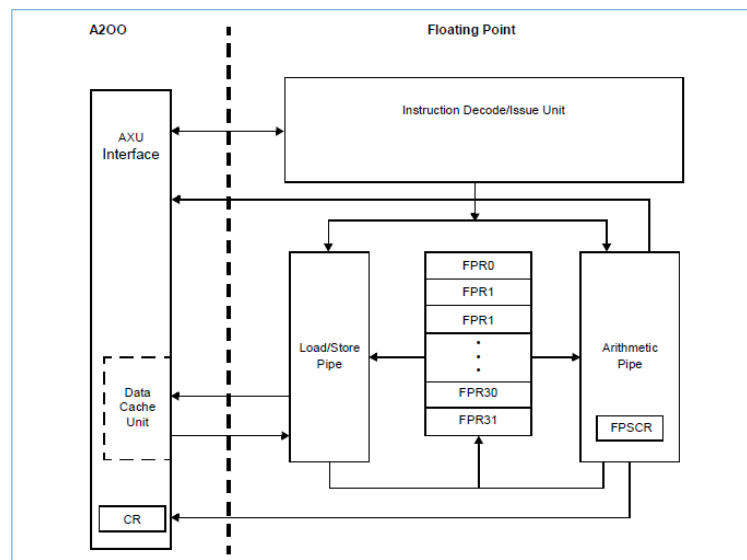 A2OO
Floating Point
AXU
Interface
Instruction Decode/Issue Unit
Load/Store
Pipe
FPR0
FPR1
FPR1
FPR30
FPR31
Arithmetic
Pipe
FPSCR
Data
Cache
Unit
CR